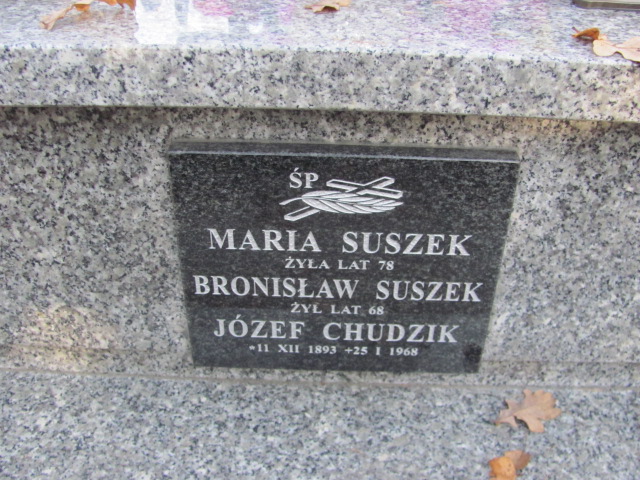 ŚP
MARIA SUSZEK
ŻYŁA LAT 78
BRONISŁAW SUSZEK
ŻYŁ LAT 68
JÓZEF CHUDZIK
*11 XII 1893 +25 I 1968